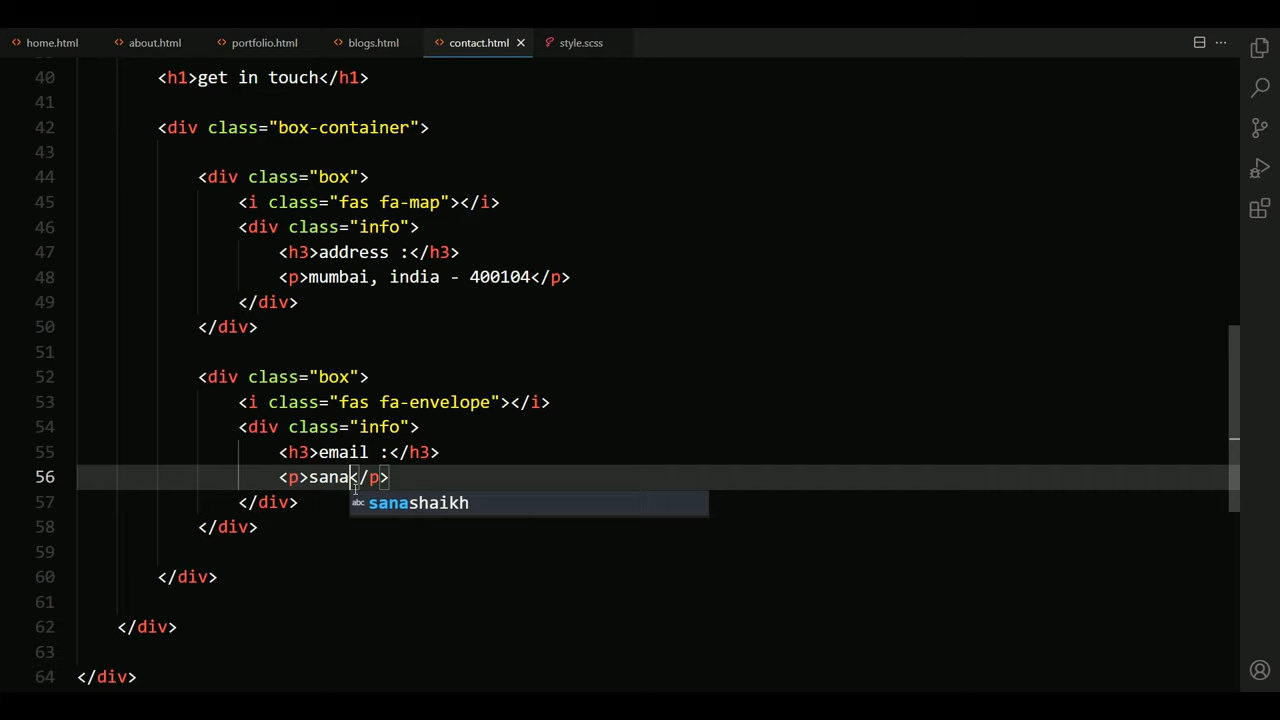 home.html about.html portfolio.html blogs.html contact.html style.scss
40 <h1>get in touch</h1>
41
42 <div class="box-container">
43
44 <div class="box">
45 <i class="fas fa-map"></i>
46 <div class="info">
47 <h3>address :</h3>
48 <p>mumbai, india - 400104</p>
49 </div>
50 </div>
51
52 <div class="box">
53 <i class="fas fa-envelope"></i>
54 <div class="info">
55 <h3>email :</h3>
56 <p>sana</p>
abc sanashaikh
57 </div>
58 </div>
59
60 </div>
61
62 </div>
63
64 </div>